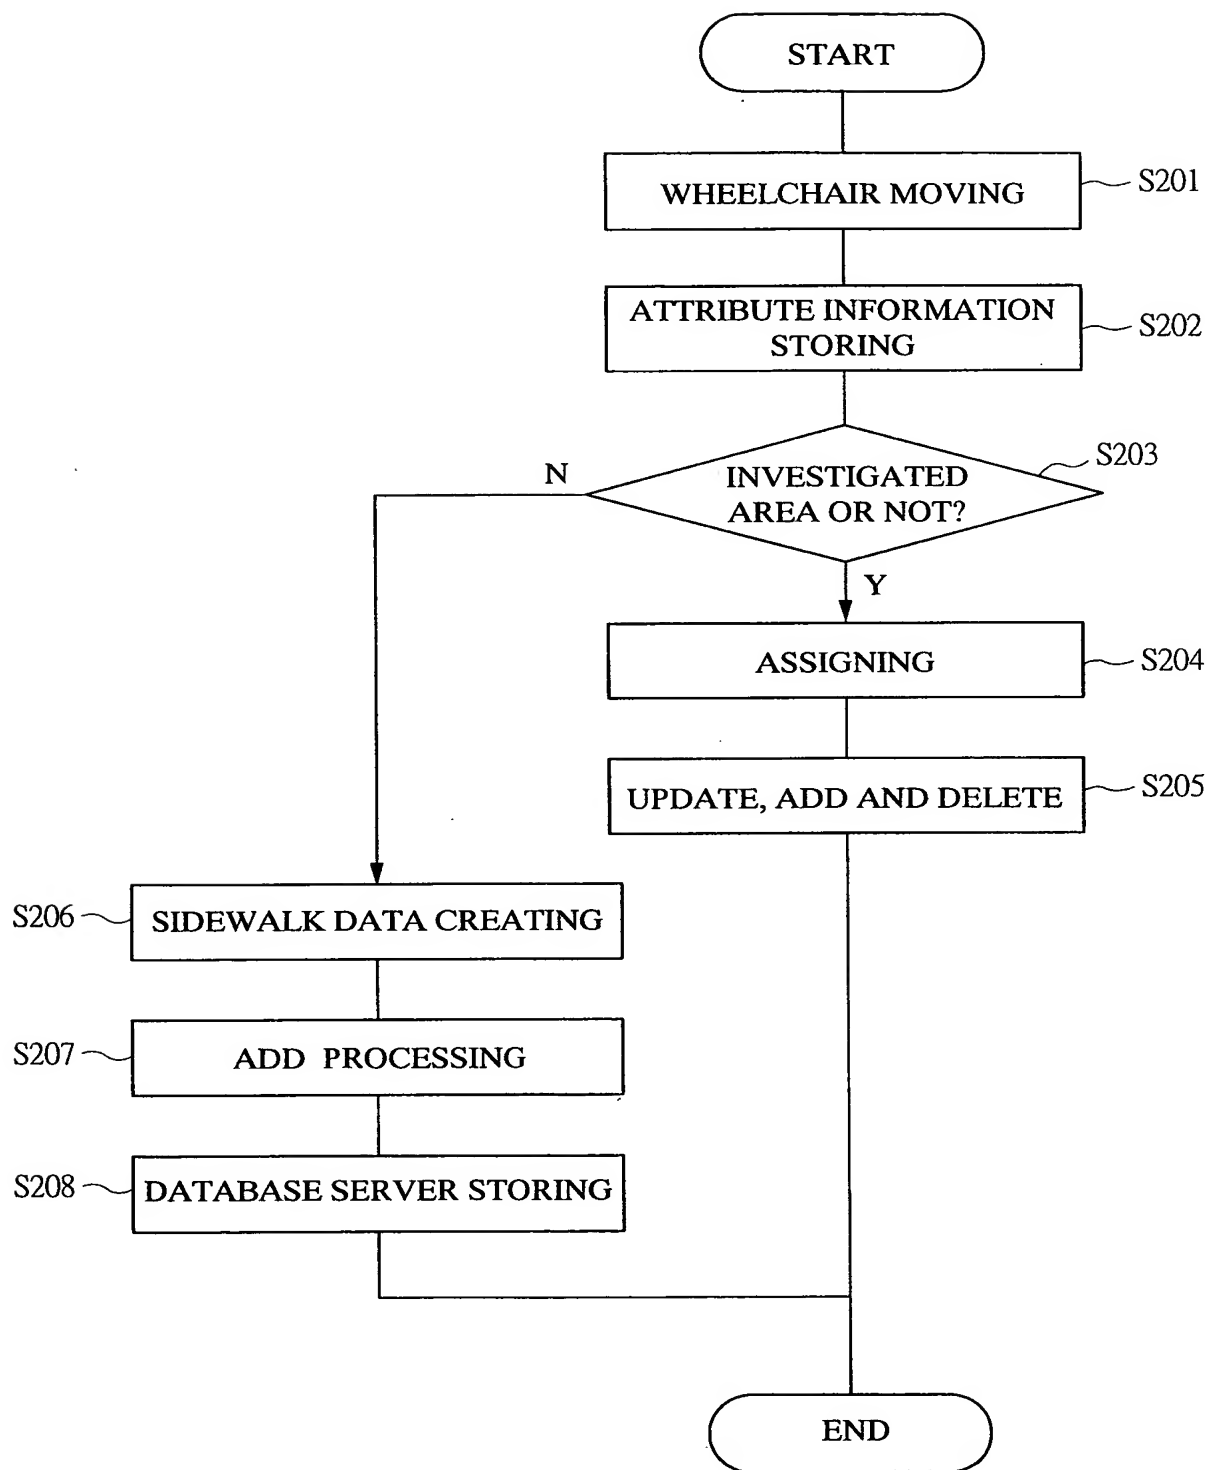 START
WHEELCHAIR MOVING
S201
ATTRIBUTE INFORMATION
STORING
S202
S203
N
INVESTIGATED
AREA OR NOT?
Y
ASSIGNING
S204
UPDATE, ADD AND DELETE
S205
S206
SIDEWALK DATA CREATING
S207
ADD PROCESSING
S208
DATABASE SERVER STORING
END